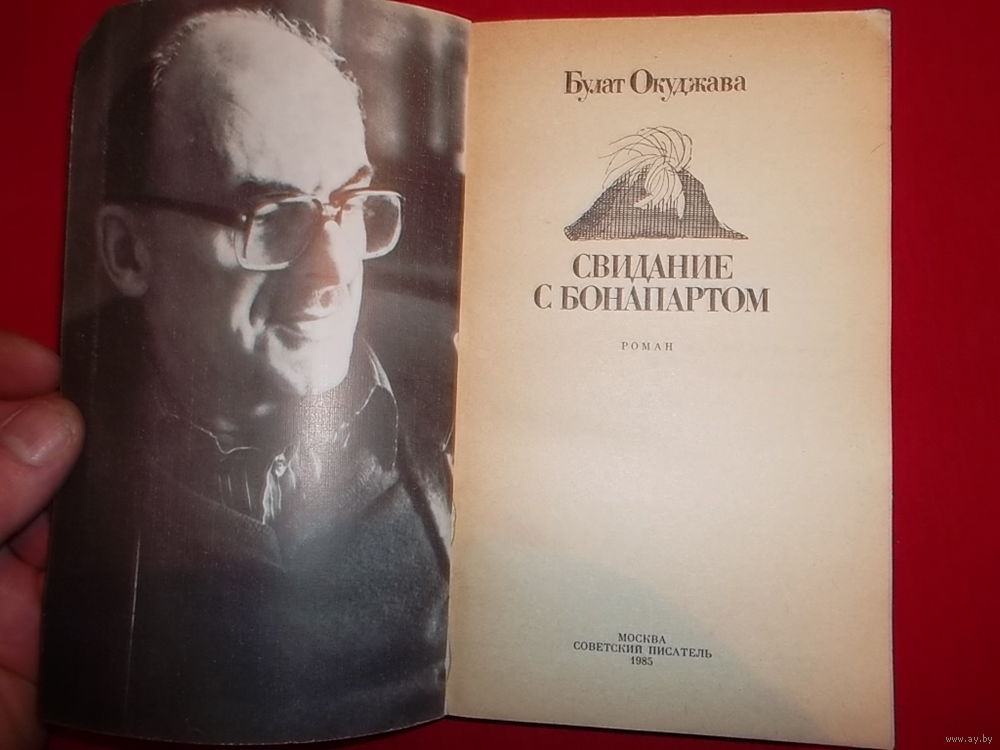 Булат Окуджава
СВИДАНИЕ
С БОНАПАРТОМ
РОМАН
МОСКВА
СОВЕТСКИЙ ПИСАТЕЛЬ
1985
www.ay.by